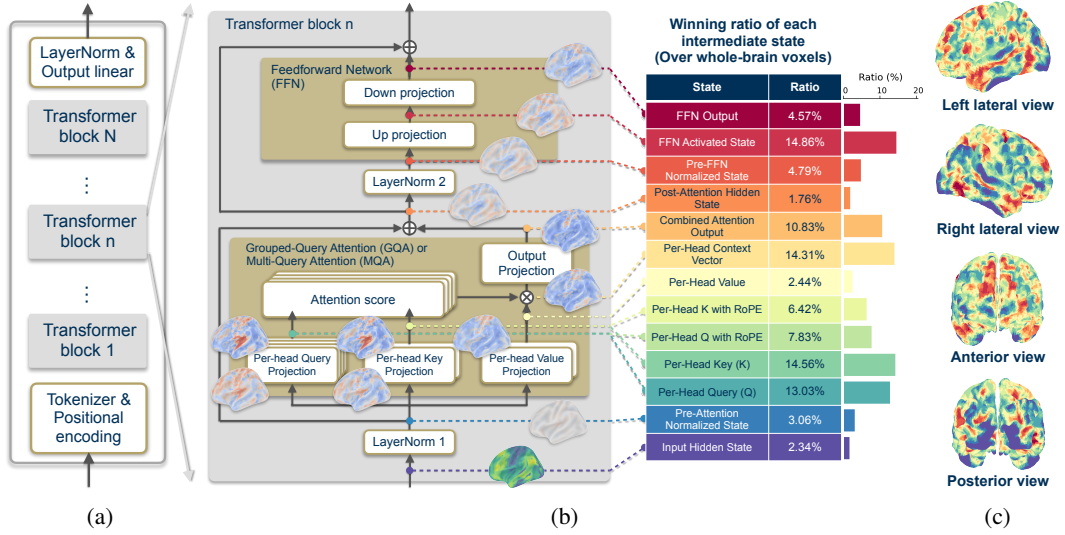 LayerNorm &
Output linear
Transformer
block N
...
Transformer
block n
...
Transformer
block 1
Tokenizer &
Positional
encoding
(a)
Transformer block n
Feedforward Network
(FFN)
Down projection
Up projection
LayerNorm 2
Grouped-Query Attention (GQA) or
Multi-Query Attention (MQA)
Output
Projection
Attention score
Per-head Query
Projection
Per-head Key
Projection
Per-head Value
Projection
LayerNorm 1
(b)
Winning ratio of each
intermediate state
(Over whole-brain voxels)
Ratio (%)
0 10 20
State Ratio
FFN Output 4.57%
FFN Activated State 14.86%
Pre-FFN
Normalized State 4.79%
Post-Attention Hidden
State 1.76%
Combined Attention
Output 10.83%
Per-Head Context
Vector 14.31%
Per-Head Value 2.44%
Per-Head K with RoPE 6.42%
Per-Head Q with RoPE 7.83%
Per-Head Key (K) 14.56%
Per-Head Query (Q) 13.03%
Pre-Attention
Normalized State 3.06%
Input Hidden State 2.34%
Left lateral view
Right lateral view
Anterior view
Posterior view
(c)